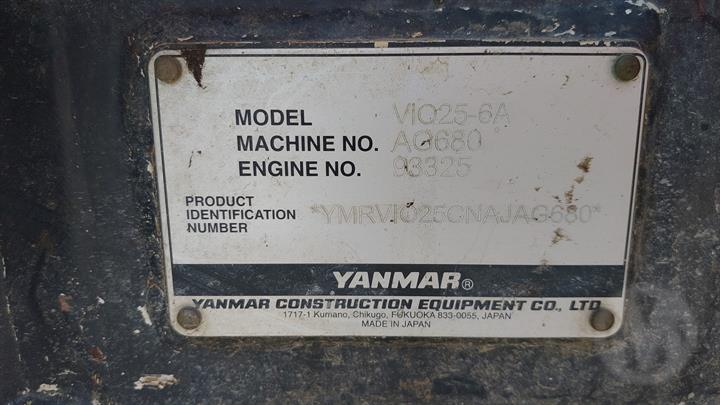 MODEL ViO25-6A
MACHINE NO. AG680
ENGINE NO. 93325
PRODUCT
IDENTIFICATION
NUMBER *YMRVIO25CNAJAG680*
YANMAR®
YANMAR CONSTRUCTION EQUIPMENT CO., LTD
1717-1 Kumano, Chikugo, FUKUOKA 833-0055, JAPAN
MADE IN JAPAN